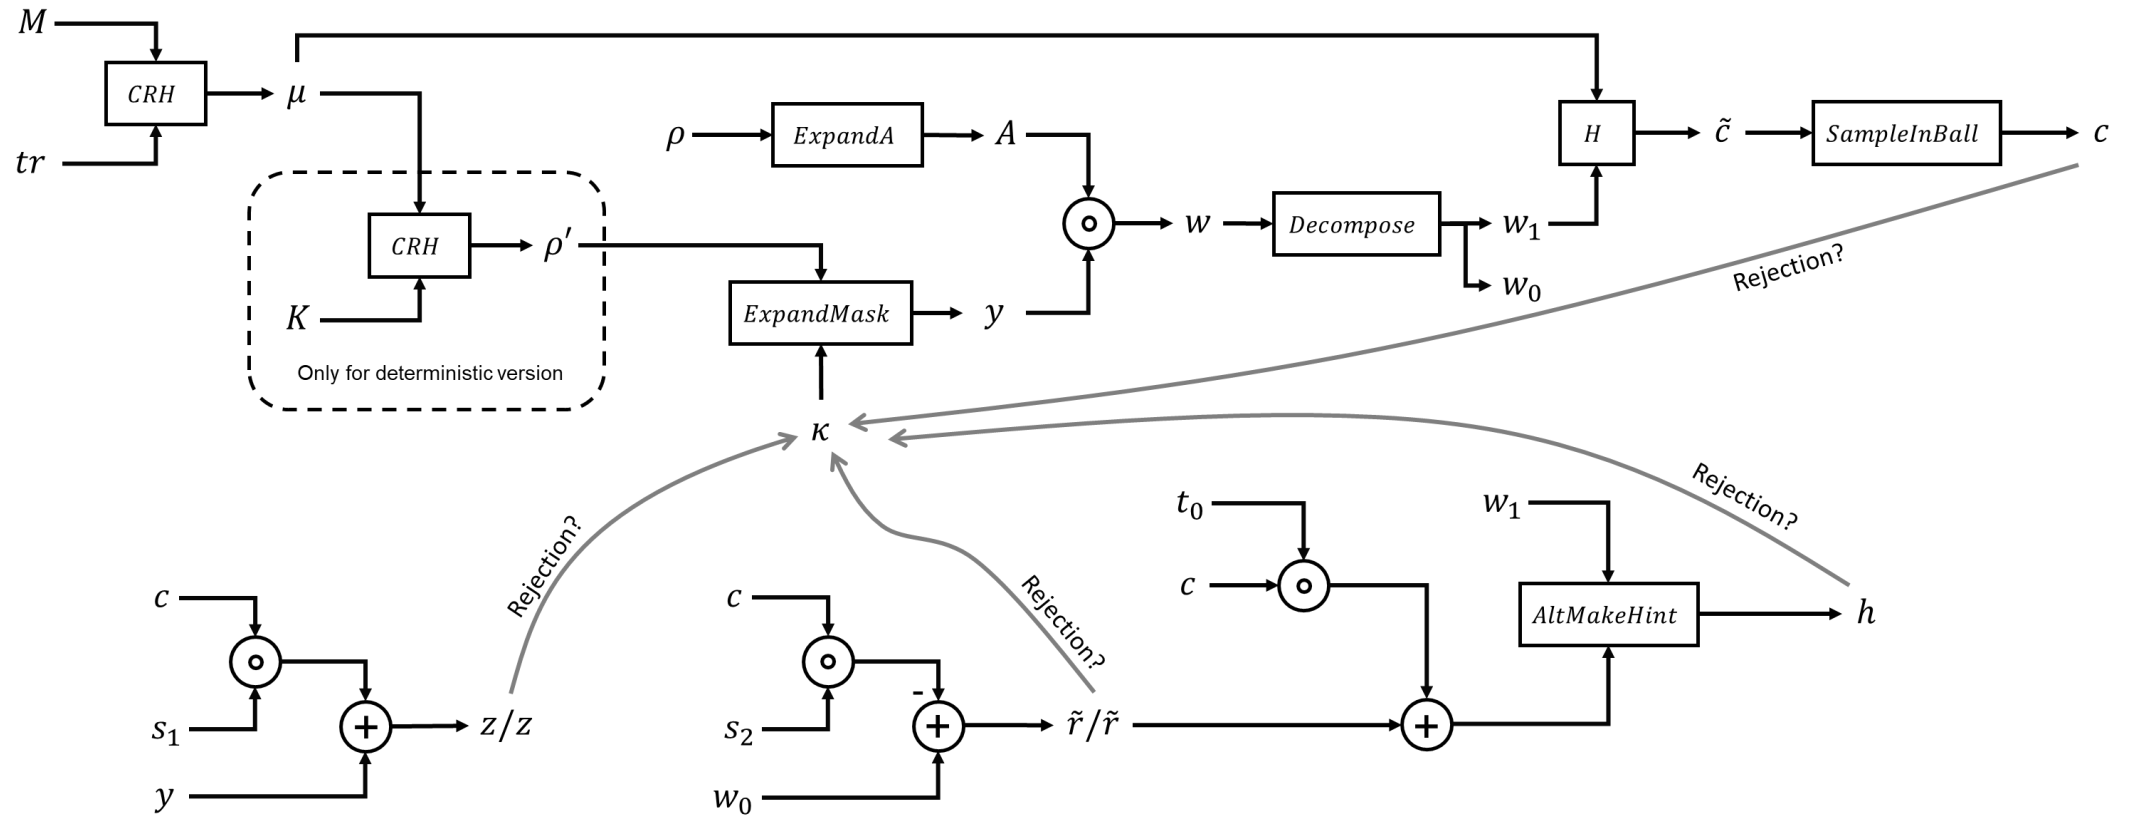 M
CRH
μ
tr
ρ
ExpandA
A
H
c̃
SampleInBall
c
CRH
ρ′
K
Only for deterministic version
ExpandMask
y
w
Decompose
w₁
w₀
Rejection?
κ
Rejection?
Rejection?
Rejection?
c
s₁
+
y
z/z
c
s₂
-
+
w₀
r̃/r̃
t₀
c
+
w₁
AltMakeHint
h